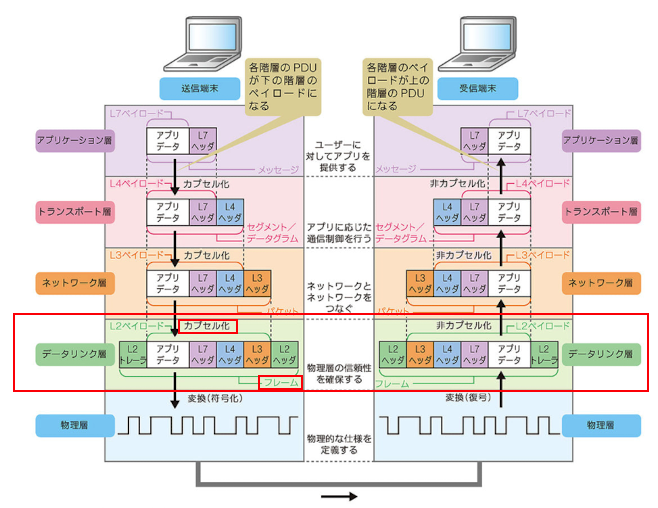 各階層の PDU
が下の階層の
ペイロードに
なる
各階層のペイ
ロードが上の
階層の PDU
になる
送信端末
受信端末
L7ペイロード
アプリ
データ
L7
ヘッダ
メッセージ
アプリケーション層
ユーザーに
対してアプリを
提供する
L7ペイロード
L7
ヘッダ
アプリ
データ
メッセージ
アプリケーション層
L4ペイロード
カプセル化
アプリ
データ
L7
ヘッダ
L4
ヘッダ
セグメント／
データグラム
トランスポート層
アプリに応じた
通信制御を行う
非カプセル化
L4ペイロード
L4
ヘッダ
L7
ヘッダ
アプリ
データ
セグメント／
データグラム
トランスポート層
L3ペイロード
カプセル化
アプリ
データ
L7
ヘッダ
L4
ヘッダ
L3
ヘッダ
パケット
ネットワーク層
ネットワークと
ネットワークを
つなぐ
非カプセル化
L3ペイロード
L3
ヘッダ
L4
ヘッダ
L7
ヘッダ
アプリ
データ
パケット
ネットワーク層
L2ペイロード
カプセル化
L2
トレーラ
アプリ
データ
L7
ヘッダ
L4
ヘッダ
L3
ヘッダ
L2
ヘッダ
フレーム
データリンク層
物理層の信頼性
を確保する
非カプセル化
L2ペイロード
L2
ヘッダ
L3
ヘッダ
L4
ヘッダ
L7
ヘッダ
アプリ
データ
L2
トレーラ
フレーム
データリンク層
変換(符号化)
物理層
物理的な仕様を
定義する
変換(復号)
物理層